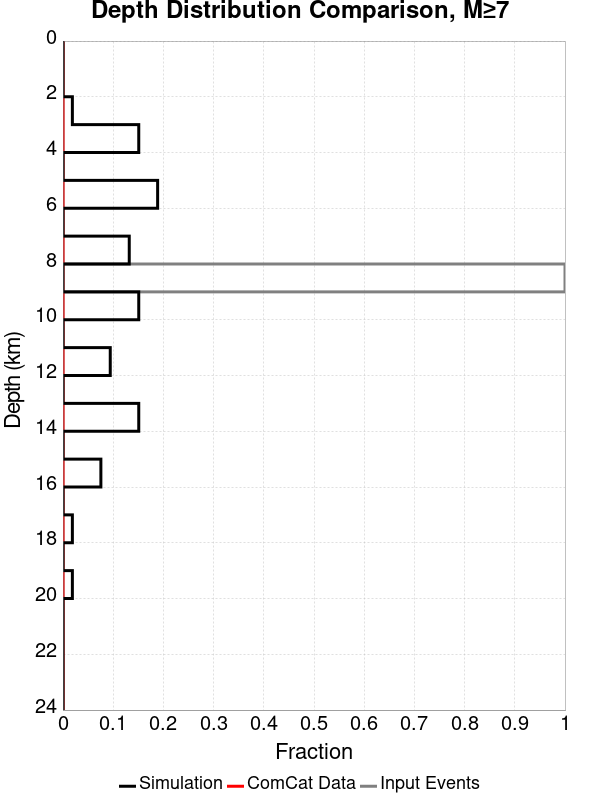 Depth Distribution Comparison, M≥7
0
2
4
6
8
10
12
14
16
18
20
22
24
Depth (km)
0 0.1 0.2 0.3 0.4 0.5 0.6 0.7 0.8 0.9 1
Fraction
Simulation ComCat Data Input Events